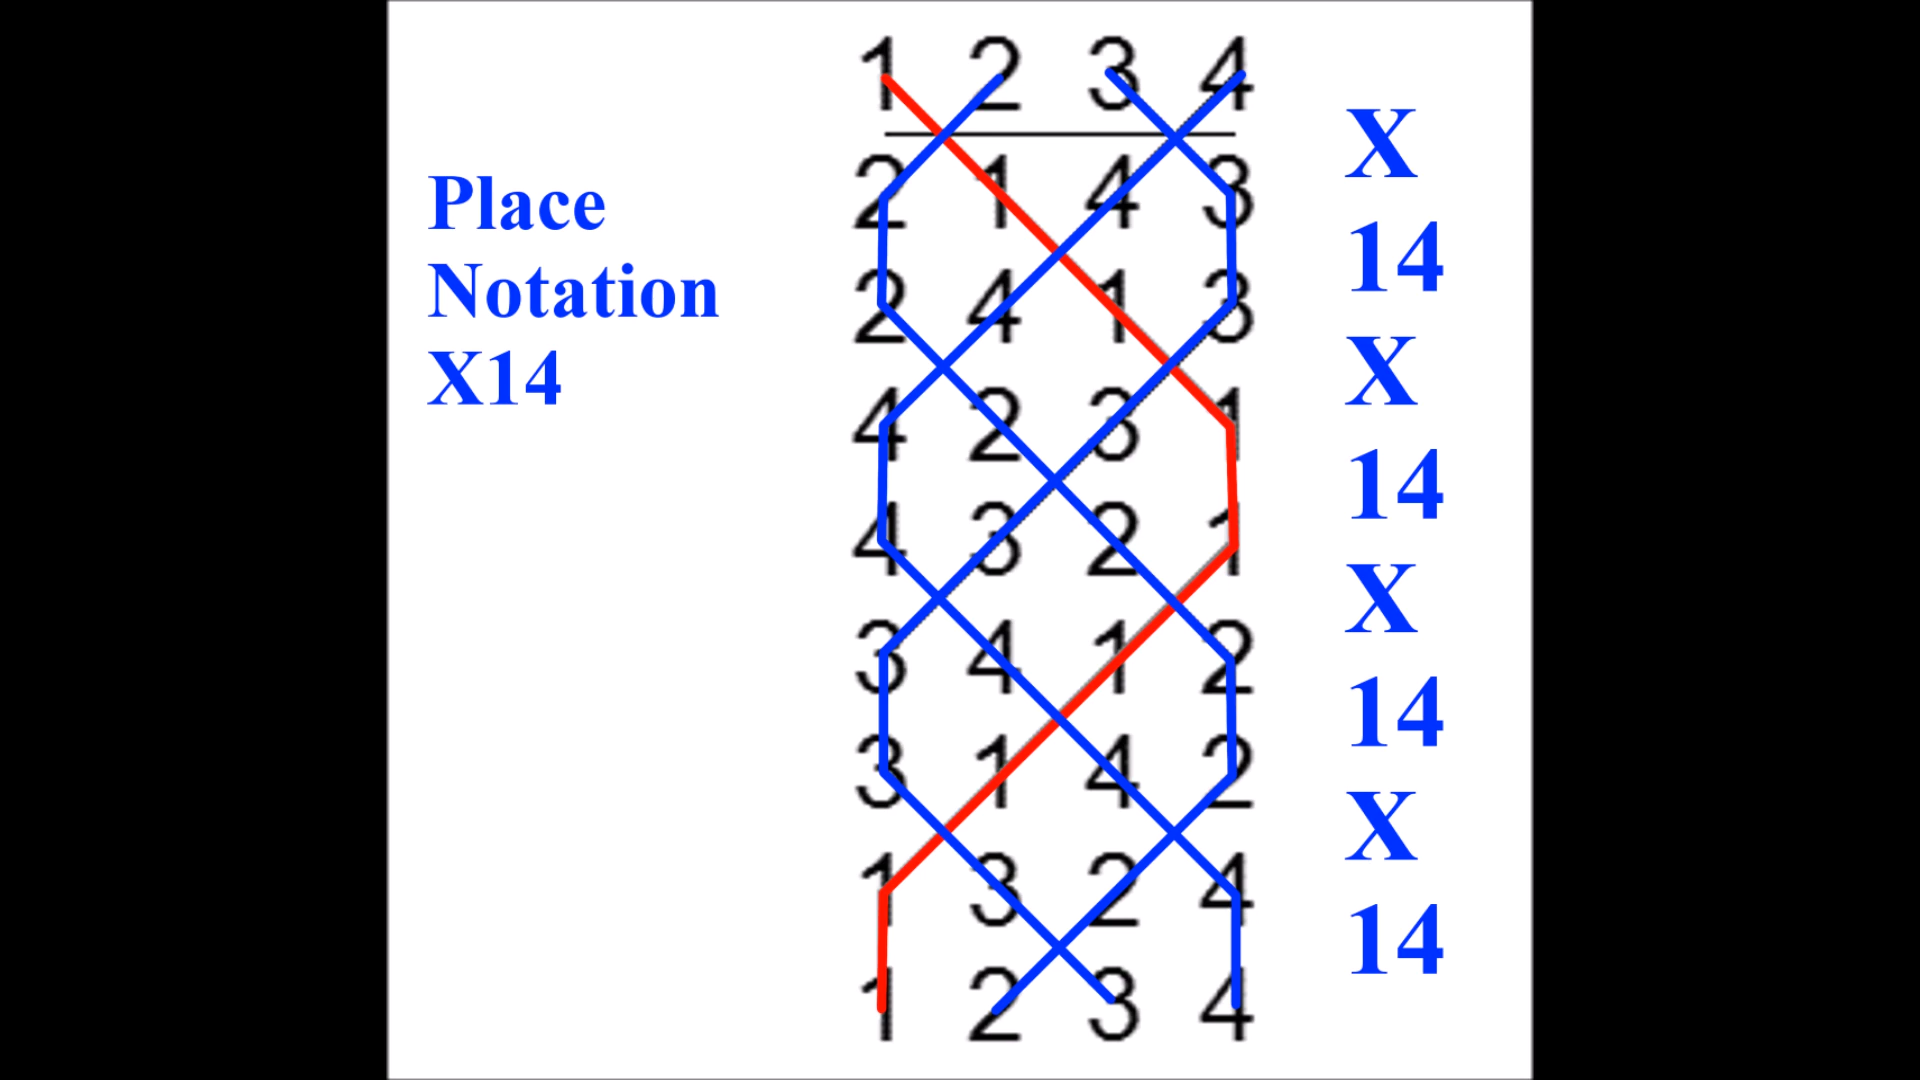 1 2 3 4
X
2 1 4 3
Place
14
2 4 1 3
Notation
X
X14
4 2 3 1
14
4 3 2 1
X
3 4 1 2
14
3 1 4 2
X
1 3 2 4
14
1 2 3 4